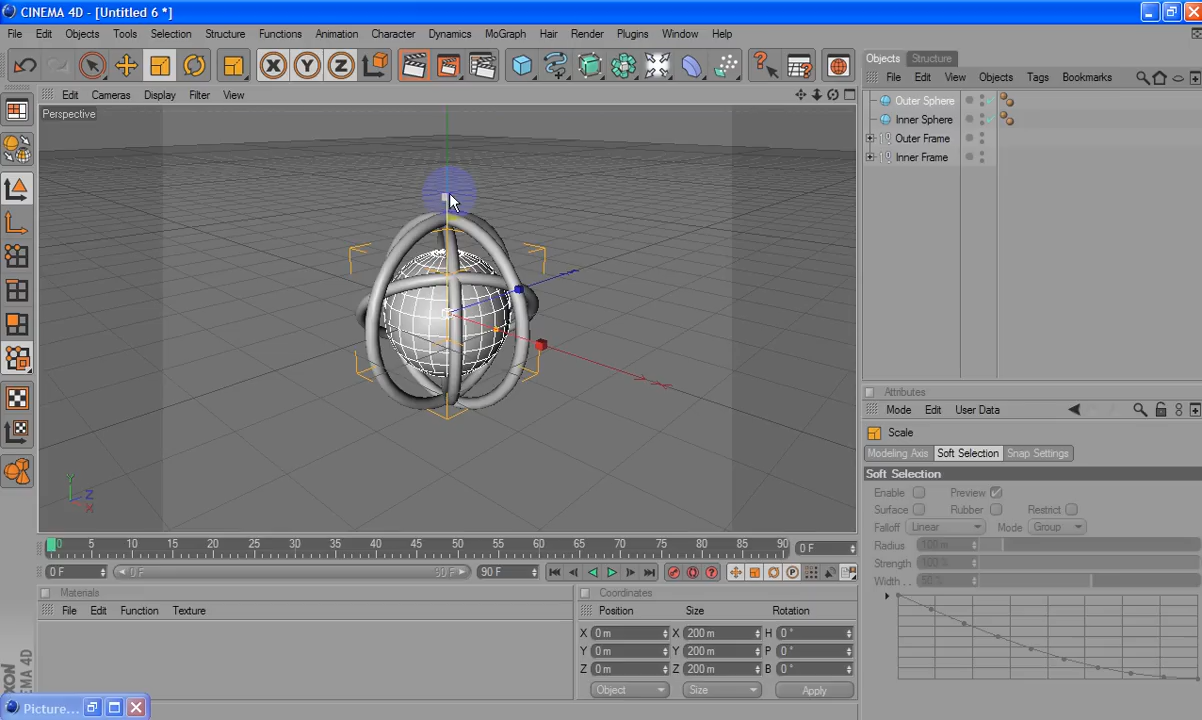 CINEMA 4D - [Untitled 6 *]
File Edit Objects Tools Selection Structure Functions Animation Character Dynamics MoGraph Hair Render Plugins Window Help
Objects Structure
File Edit View Objects Tags Bookmarks
Edit Cameras Display Filter View
Perspective
Outer Sphere
Inner Sphere
Outer Frame
Inner Frame
Attributes
Mode Edit User Data
Scale
Modeling Axis Soft Selection Snap Settings
Soft Selection
Enable Preview
Surface Rubber Restrict
Falloff Linear Mode Group
Radius 100 m
Strength 100 %
Width . . 50 %
Y
Z
X
0 5 10 15 20 25 30 35 40 45 50 55 60 65 70 75 80 85 90 0 F
0 F 0 F 90 F 90 F
Materials
File Edit Function Texture
Coordinates
Position Size Rotation
X 0 m X 200 m H 0 °
Y 0 m Y 200 m P 0 °
Z 0 m Z 200 m B 0 °
Object Size Apply
Picture...